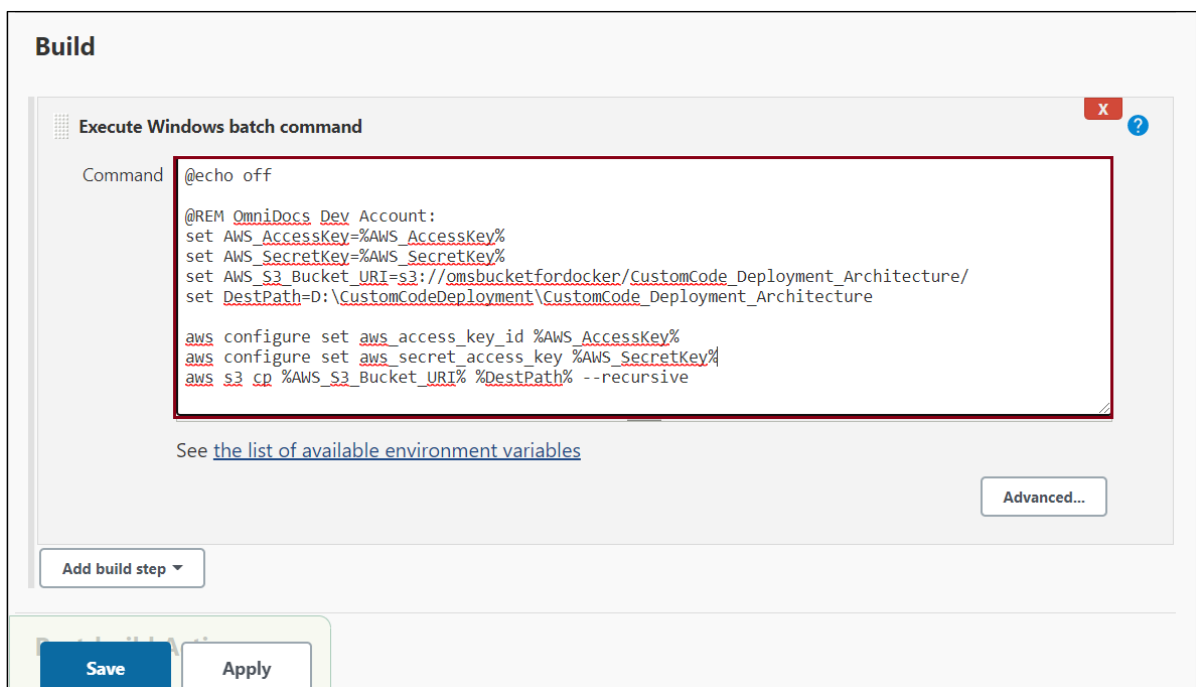 Build
X
Execute Windows batch command
?
Command
@echo off
@REM OmniDocs Dev Account:
set AWS_AccessKey=%AWS_AccessKey%
set AWS_SecretKey=%AWS_SecretKey%
set AWS_S3_Bucket_URI=s3://omsbucketfordocker/CustomCode_Deployment_Architecture/
set DestPath=D:\CustomCodeDeployment\CustomCode_Deployment_Architecture
aws configure set aws_access_key_id %AWS_AccessKey%
aws configure set aws_secret_access_key %AWS_SecretKey%
aws s3 cp %AWS_S3_Bucket_URI% %DestPath% --recursive
See the list of available environment variables
Advanced...
Add build step
Save
Apply